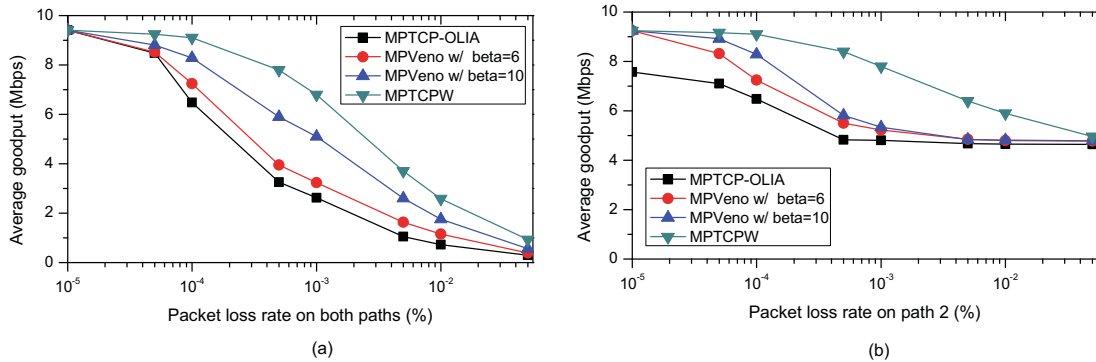 Average goodput (Mbps)
10
8
6
4
2
0
MPTCP-OLIA
MPVeno w/ beta=6
MPVeno w/ beta=10
MPTCPW
10⁻⁵ 10⁻⁴ 10⁻³ 10⁻²
Packet loss rate on both paths (%)
(a)
Average goodput (Mbps)
10
8
6
4
2
0
MPTCP-OLIA
MPVeno w/ beta=6
MPVeno w/ beta=10
MPTCPW
10⁻⁵ 10⁻⁴ 10⁻³ 10⁻²
Packet loss rate on path 2 (%)
(b)